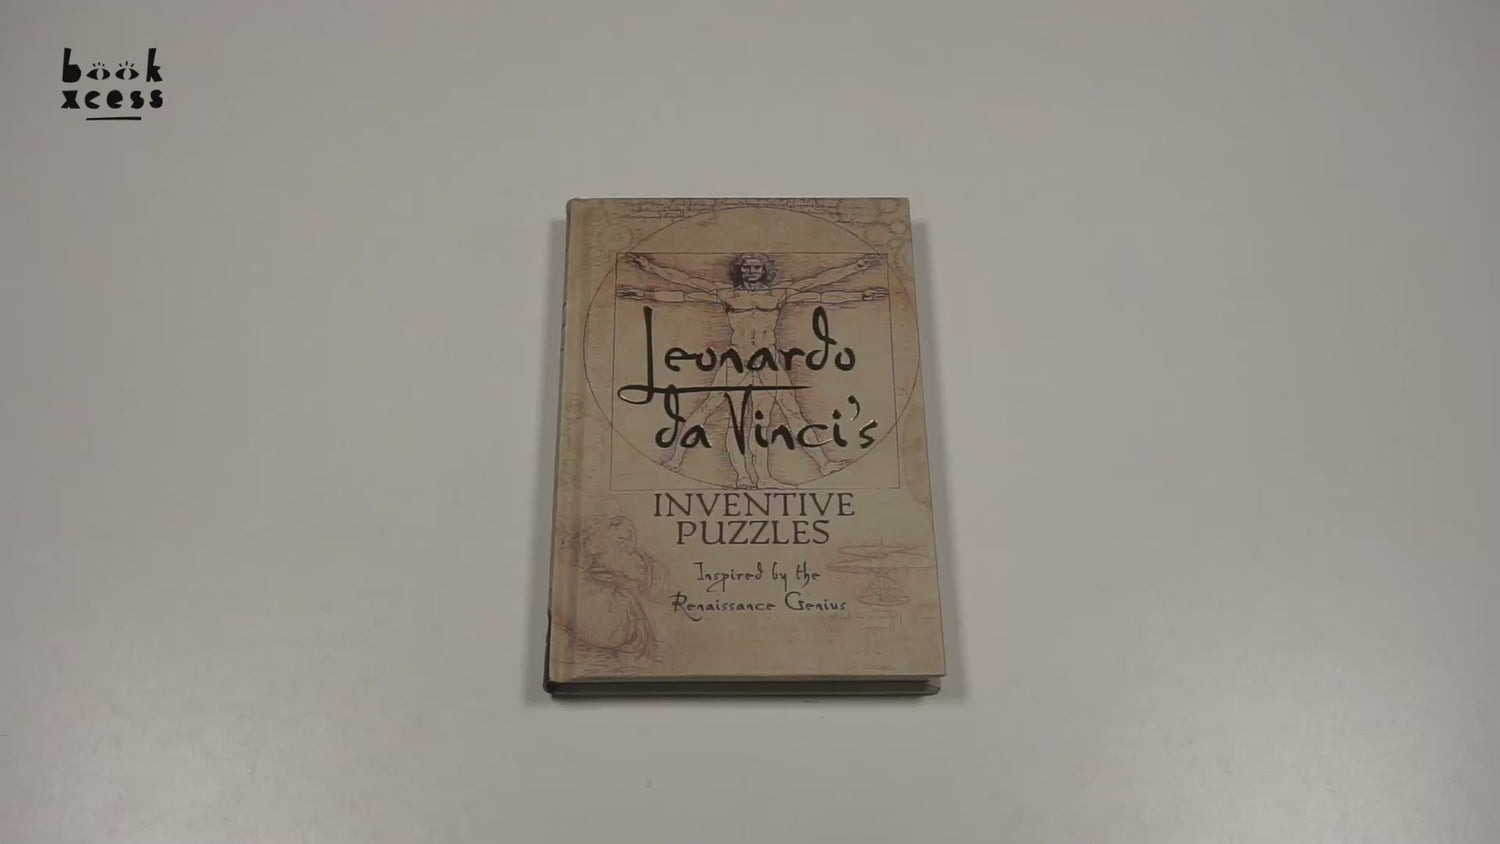 book
xcess
Leonardo
da Vinci's
INVENTIVE
PUZZLES
Inspired by the
Renaissance Genius